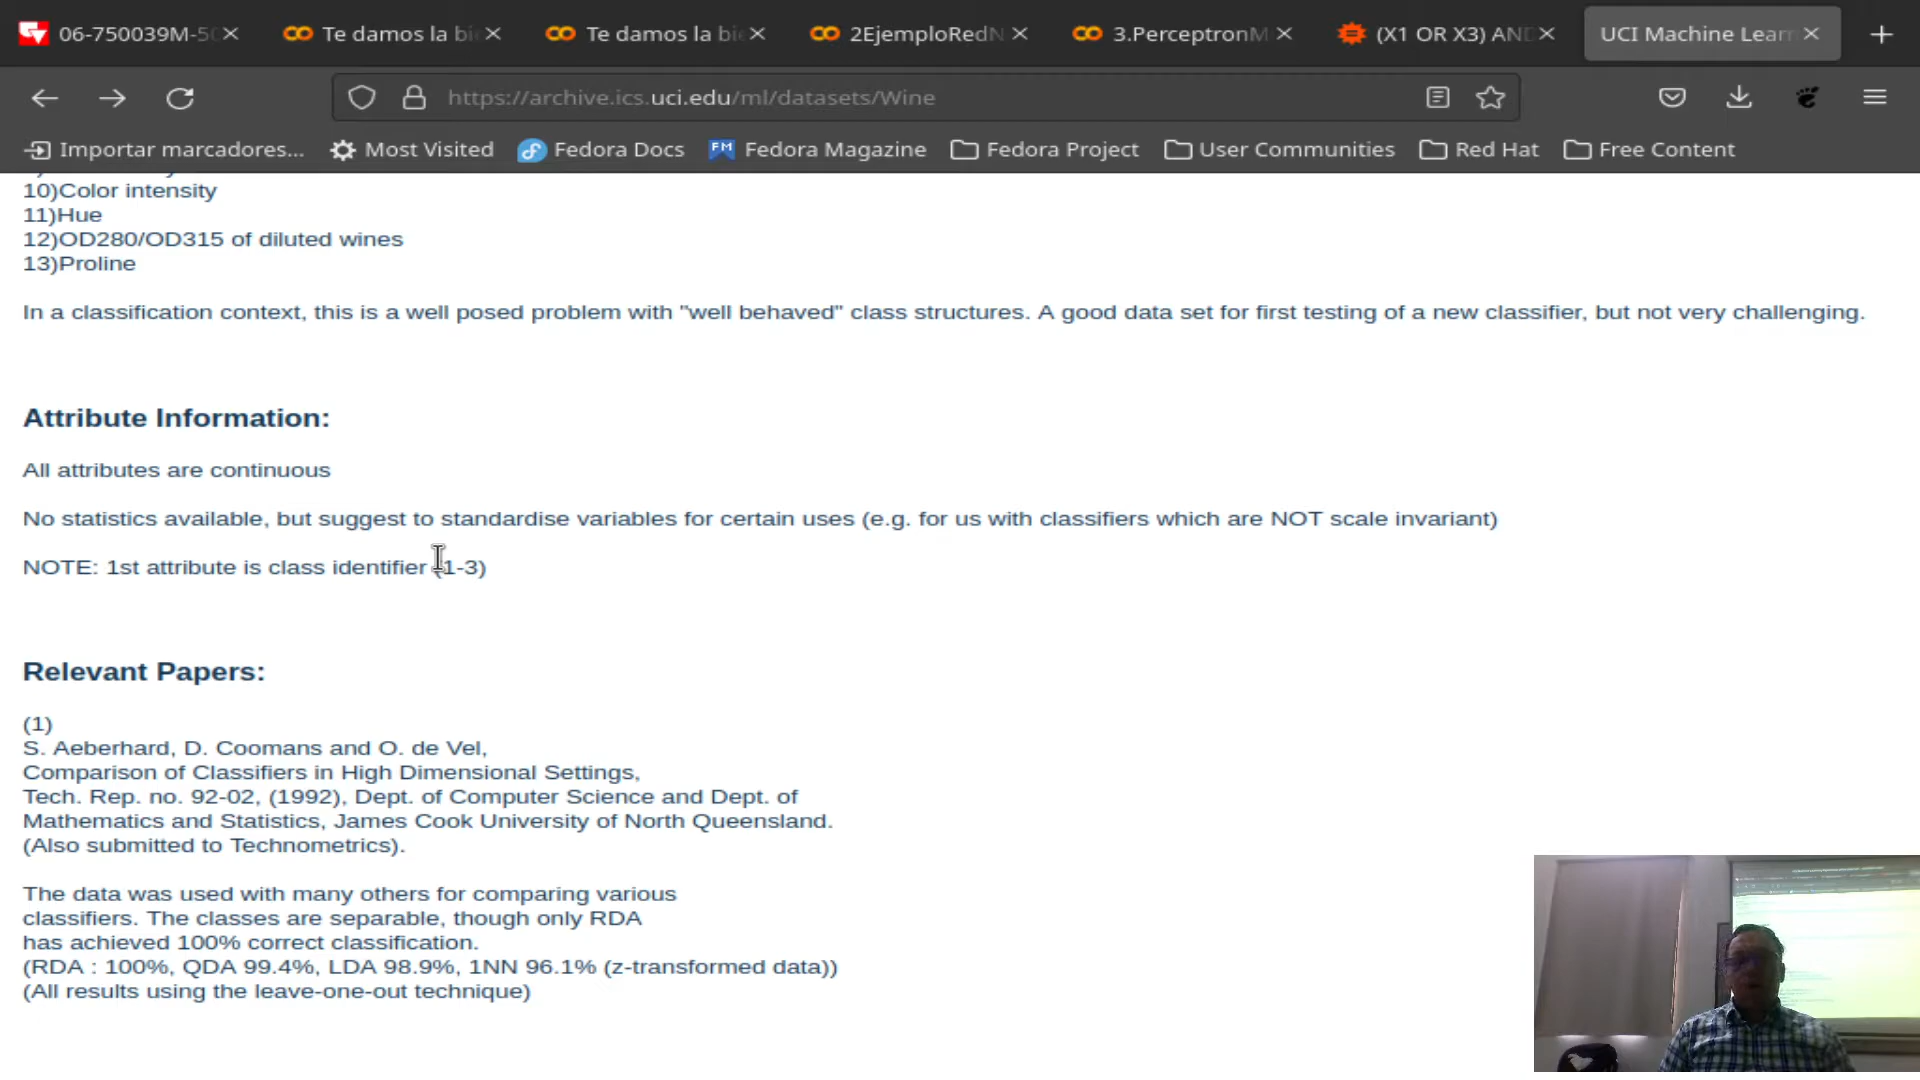 06-750039M-50
Te damos la bie
Te damos la bie
2EjemploRedN
3.PerceptronM
(X1 OR X3) AND
UCI Machine Learn
https://archive.ics.uci.edu/ml/datasets/Wine
Importar marcadores...
Most Visited
Fedora Docs
FM
Fedora Magazine
Fedora Project
User Communities
Red Hat
Free Content
10)Color intensity
11)Hue
12)OD280/OD315 of diluted wines
13)Proline
In a classification context, this is a well posed problem with "well behaved" class structures. A good data set for first testing of a new classifier, but not very challenging.
Attribute Information:
All attributes are continuous
No statistics available, but suggest to standardise variables for certain uses (e.g. for us with classifiers which are NOT scale invariant)
NOTE: 1st attribute is class identifier (1-3)
Relevant Papers:
(1)
S. Aeberhard, D. Coomans and O. de Vel,
Comparison of Classifiers in High Dimensional Settings,
Tech. Rep. no. 92-02, (1992), Dept. of Computer Science and Dept. of
Mathematics and Statistics, James Cook University of North Queensland.
(Also submitted to Technometrics).
The data was used with many others for comparing various
classifiers. The classes are separable, though only RDA
has achieved 100% correct classification.
(RDA : 100%, QDA 99.4%, LDA 98.9%, 1NN 96.1% (z-transformed data))
(All results using the leave-one-out technique)